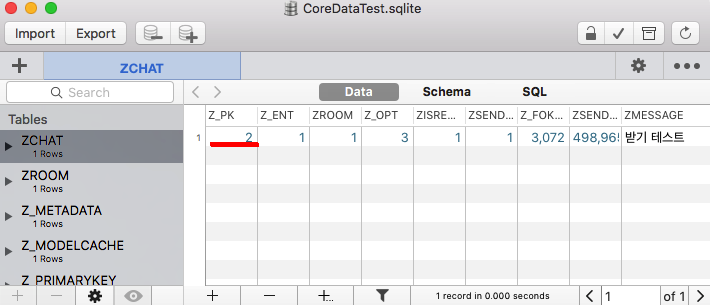 CoreDataTest.sqlite
Import Export
ZCHAT
Search
Data Schema SQL
Tables
Z_PK Z_ENT ZROOM Z_OPT ZISRE... ZSEND... Z_FOK... ZSEND... ZMESSAGE
ZCHAT
1 Rows
1 2 1 1 3 1 1 3,072 498,965 받기 테스트
ZROOM
1 Rows
Z_METADATA
1 Rows
Z_MODELCACHE
1 Rows
Z_PRIMARYKEY
1 record in 0.000 seconds 1 of 1